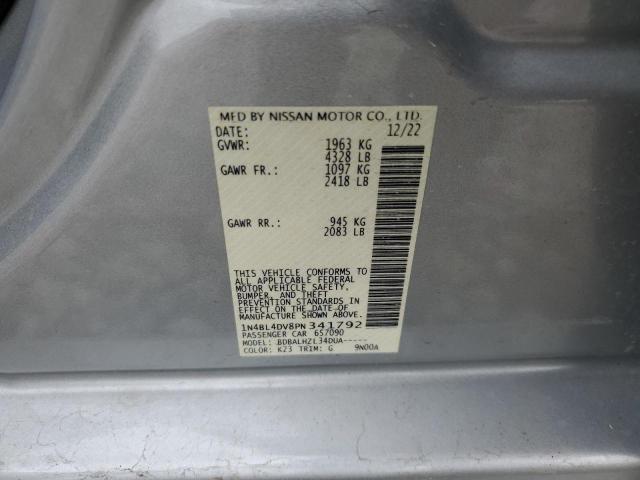 MFD BY NISSAN MOTOR CO., LTD.
DATE: 12/22
GVWR: 1963 KG
4328 LB
GAWR FR.: 1097 KG
2418 LB
GAWR RR.: 945 KG
2083 LB
THIS VEHICLE CONFORMS TO
ALL APPLICABLE FEDERAL
MOTOR VEHICLE SAFETY,
BUMPER, AND THEFT
PREVENTION STANDARDS
IN EFFECT ON THE DATE OF
MANUFACTURE SHOWN ABOVE.
1N4BL4DV8PN341792
PASSENGER CAR 657090
MODEL: BDBALHZL34DUA-----
COLOR: KZ3 TRIM: G 9N00A